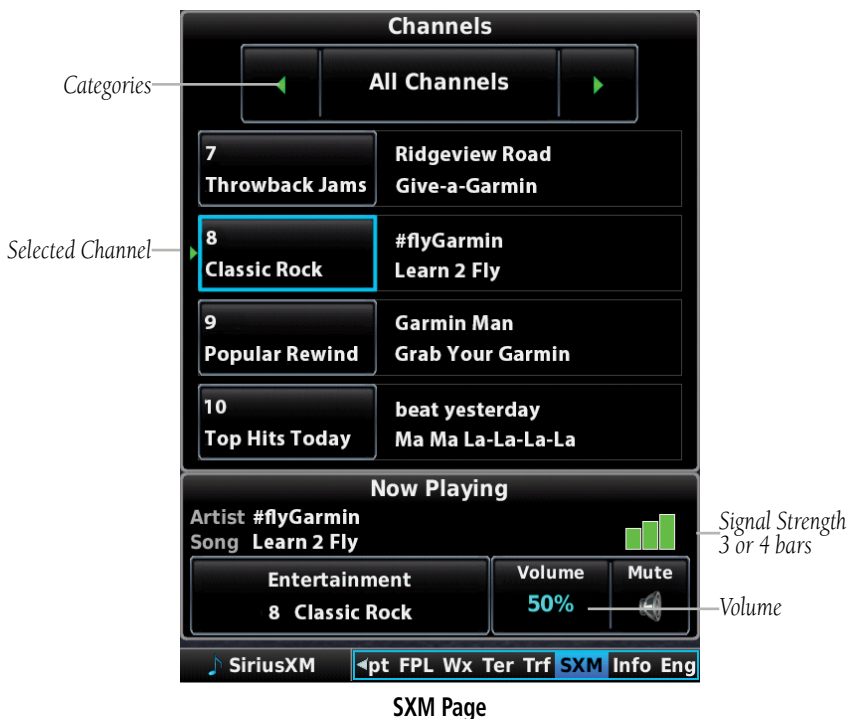 Channels
Categories
All Channels
7
Throwback Jams
Ridgeview Road
Give-a-Garmin
Selected Channel
8
Classic Rock
#flyGarmin
Learn 2 Fly
9
Popular Rewind
Garmin Man
Grab Your Garmin
10
Top Hits Today
beat yesterday
Ma Ma La-La-La-La
Now Playing
Artist #flyGarmin
Song Learn 2 Fly
Signal Strength
3 or 4 bars
Entertainment
8 Classic Rock
Volume
50%
Mute
Volume
SiriusXM
pt FPL Wx Ter Trf SXM Info Eng
SXM Page